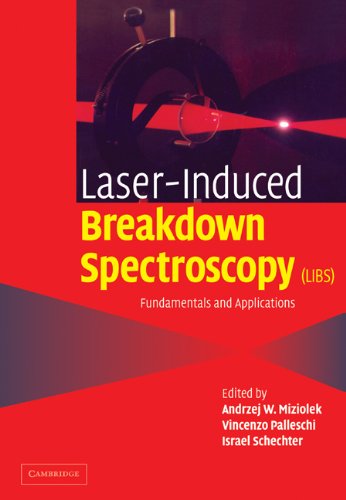 Laser-Induced
Breakdown
Spectroscopy (LIBS)
Fundamentals and Applications
Edited by
Andrzej W. Miziolek
Vincenzo Palleschi
Israel Schechter
CAMBRIDGE